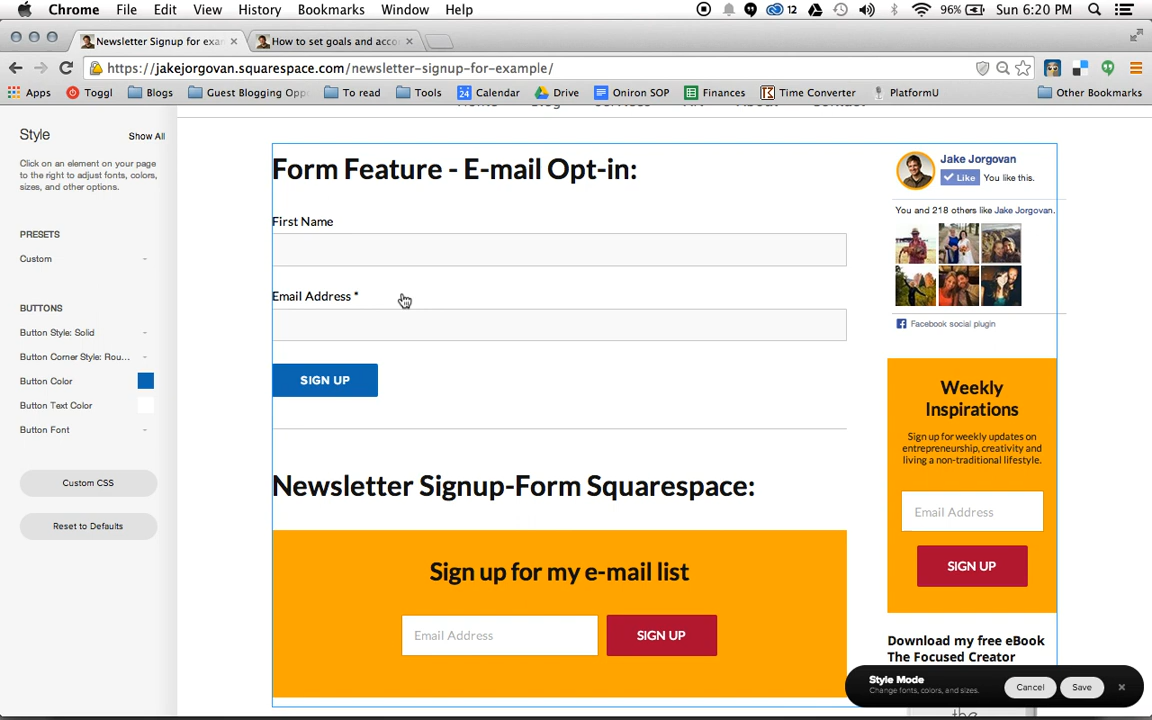 Chrome File Edit View History Bookmarks Window Help 12 96% Sun 6:20 PM
Newsletter Signup for exa × How to set goals and acco ×
https://jakejorgovan.squarespace.com/newsletter-signup-for-example/
Apps Toggl Blogs Guest Blogging Opp To read Tools 24 Calendar Drive Oniron SOP Finances Time Converter PlatformU Other Bookmarks
Style Show All
Click on an element on your page
to the right to adjust fonts, colors,
sizes, and other options.
PRESETS
Custom -
BUTTONS
Button Style: Solid -
Button Corner Style: Rou... -
Button Color
Button Text Color
Button Font -
Custom CSS
Reset to Defaults
Form Feature - E-mail Opt-in:
First Name
Email Address *
SIGN UP
Newsletter Signup-Form Squarespace:
Sign up for my e-mail list
Email Address SIGN UP
Jake Jorgovan
Like You like this.
You and 218 others like Jake Jorgovan.
Facebook social plugin
Weekly
Inspirations
Sign up for weekly updates on
entrepreneurship, creativity and
living a non-traditional lifestyle.
Email Address
SIGN UP
Download my free eBook
The Focused Creator
Style Mode
Change fonts, colors, and sizes.
Cancel Save ×
the